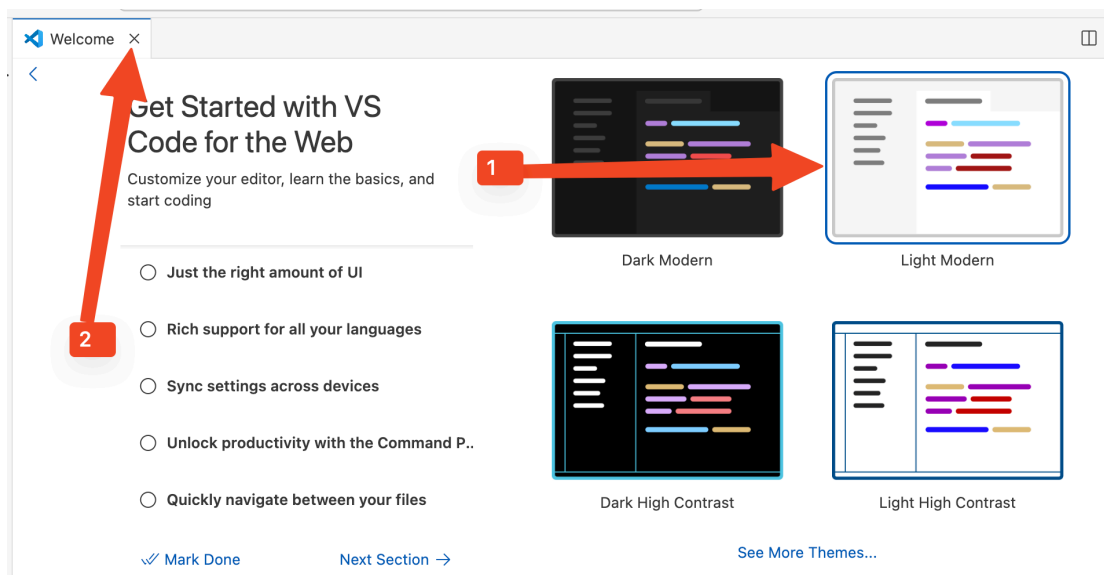 Welcome
Get Started with VS
Code for the Web
Customize your editor, learn the basics, and
start coding
Just the right amount of UI
Rich support for all your languages
Sync settings across devices
Unlock productivity with the Command P..
Quickly navigate between your files
Mark Done
Next Section
1
2
Dark Modern
Light Modern
Dark High Contrast
Light High Contrast
See More Themes...